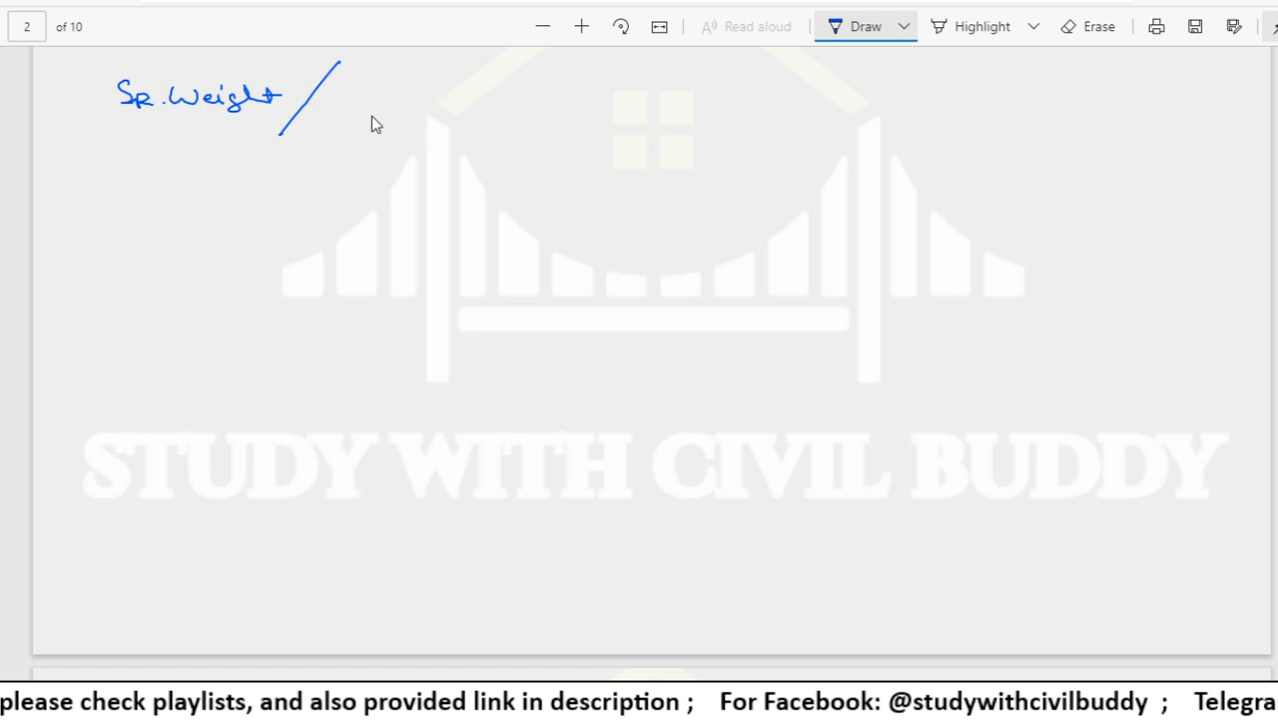 2 of 10 Read aloud Draw Highlight Erase
Sp. Weight /
STUDY WITH CIVIL BUDDY
please check playlists, and also provided link in description ; For Facebook: @studywithcivilbuddy ; Telegra